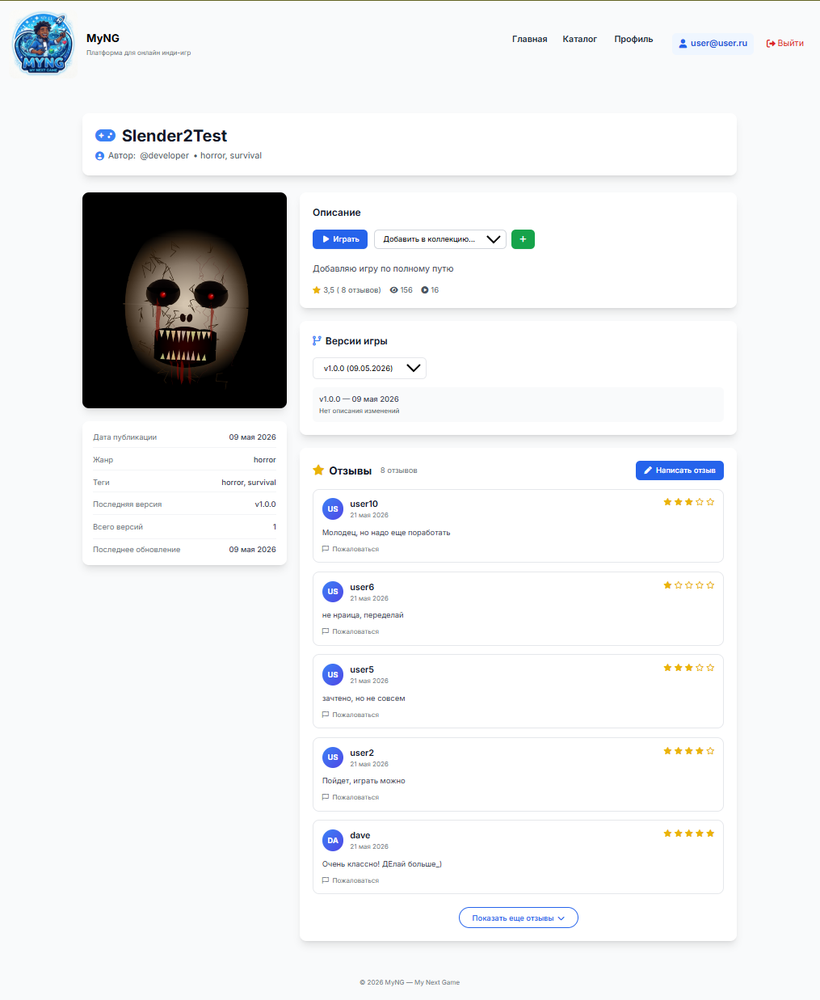 MYNG
MY NEXT GAME
MyNG
Платформа для онлайн инди-игр
Главная Каталог Профиль user@user.ru Выйти
Slender2Test
Автор: @developer • horror, survival
Описание
Играть Добавить в коллекцию... +
Добавляю игру по полному путю
3,5 ( 8 отзывов) 156 16
Версии игры
v1.0.0 (09.05.2026)
v1.0.0 — 09 мая 2026
Нет описания изменений
Дата публикации 09 мая 2026
Жанр horror
Теги horror, survival
Последняя версия v1.0.0
Всего версий 1
Последнее обновление 09 мая 2026
Отзывы 8 отзывов Написать отзыв
US user10
21 мая 2026
Молодец, но надо еще поработать
Пожаловаться
US user6
21 мая 2026
не нраица, переделай
Пожаловаться
US user5
21 мая 2026
зачтено, но не совсем
Пожаловаться
US user2
21 мая 2026
Пойдет, играть можно
Пожаловаться
DA dave
21 мая 2026
Очень классно! ДЕлай больше_)
Пожаловаться
Показать еще отзывы
© 2026 MyNG — My Next Game